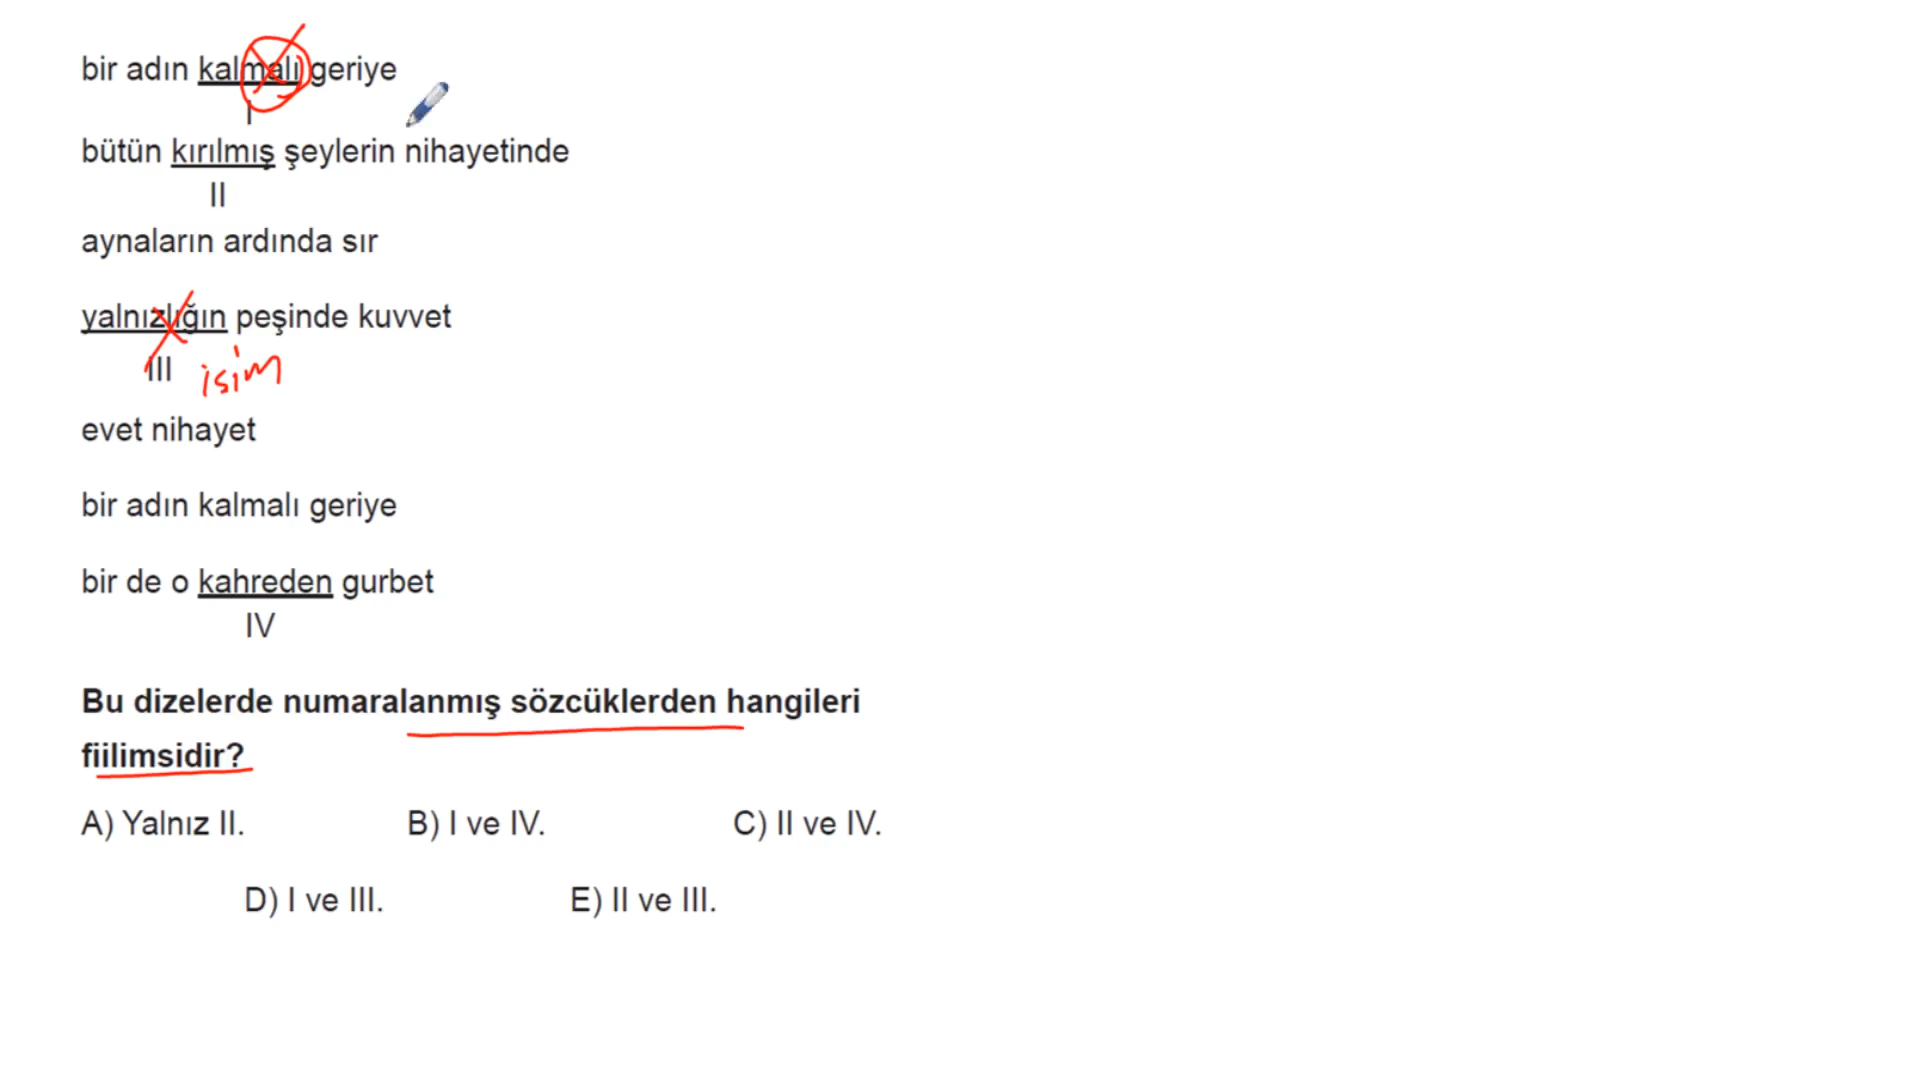 bir adın kalmalı geriye
I
bütün kırılmış şeylerin nihayetinde
II
aynaların ardında sır
yalnızlığın peşinde kuvvet
III isim
evet nihayet
bir adın kalmalı geriye
bir de o kahreden gurbet
IV
Bu dizelerde numaralanmış sözcüklerden hangileri
fiilimsidir?
A) Yalnız II. B) I ve IV. C) II ve IV.
D) I ve III. E) II ve III.